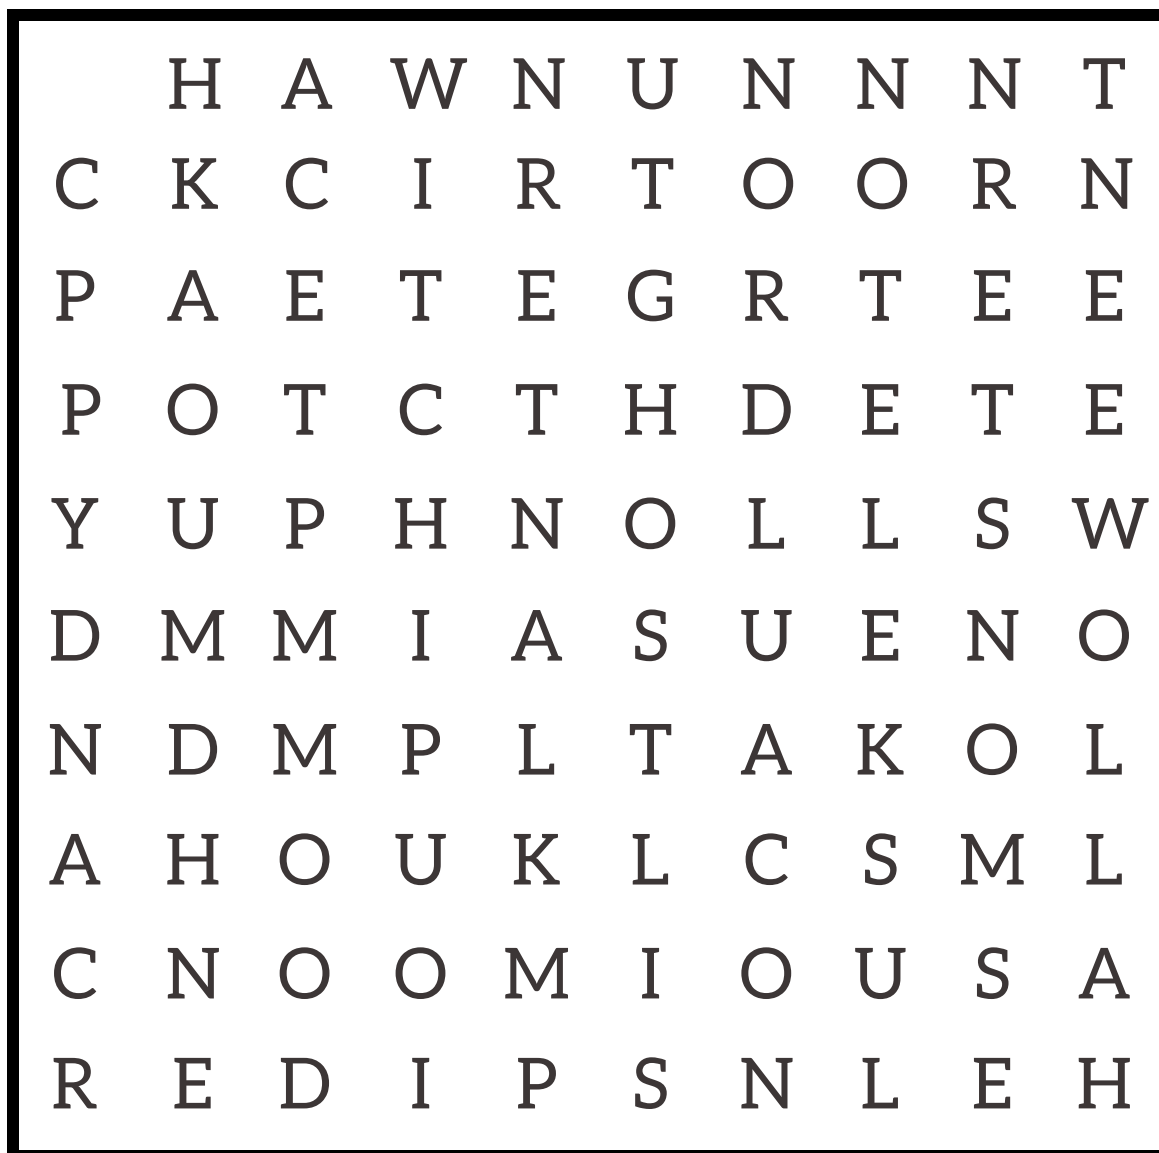 H A W N U N N N T
C K C I R T O O R N
P A E T E G R T E E
P O T C T H D E T E
Y U P H N O L L S W
D M M I A S U E N O
N D M P L T A K O L
A H O U K L C S M L
C N O O M I O U S A
R E D I P S N L E H